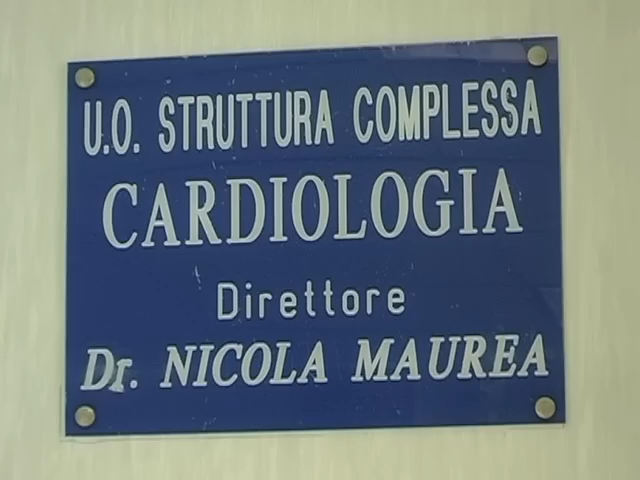 U.O. STRUTTURA COMPLESSA
CARDIOLOGIA
Direttore
Dr. NICOLA MAUREA